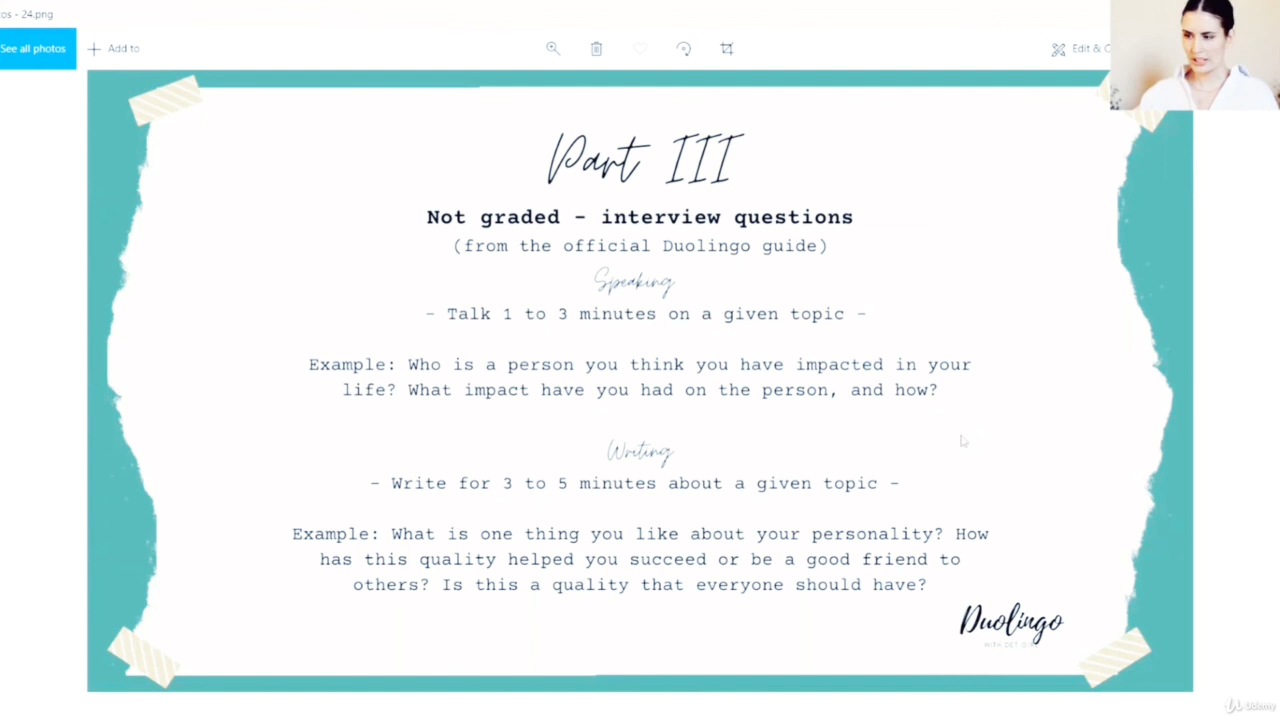 os - 24.png
See all photos
Add to
Edit & C
Part III
Not graded - interview questions
(from the official Duolingo guide)
Speaking
- Talk 1 to 3 minutes on a given topic -
Example: Who is a person you think you have impacted in your
life? What impact have you had on the person, and how?
Writing
- Write for 3 to 5 minutes about a given topic -
Example: What is one thing you like about your personality? How
has this quality helped you succeed or be a good friend to
others? Is this a quality that everyone should have?
Duolingo
WITH DET
Udemy